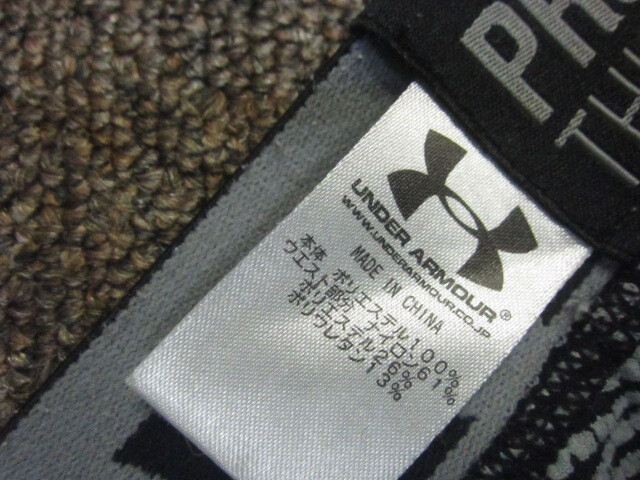 PR
TH
UNDER ARMOUR®
WWW.UNDERARMOUR.CO.JP
MADE IN CHINA
本体 ポリエステル100%
ウエスト部分 ナイロン61%
ポリエステル26%
ポリウレタン13%